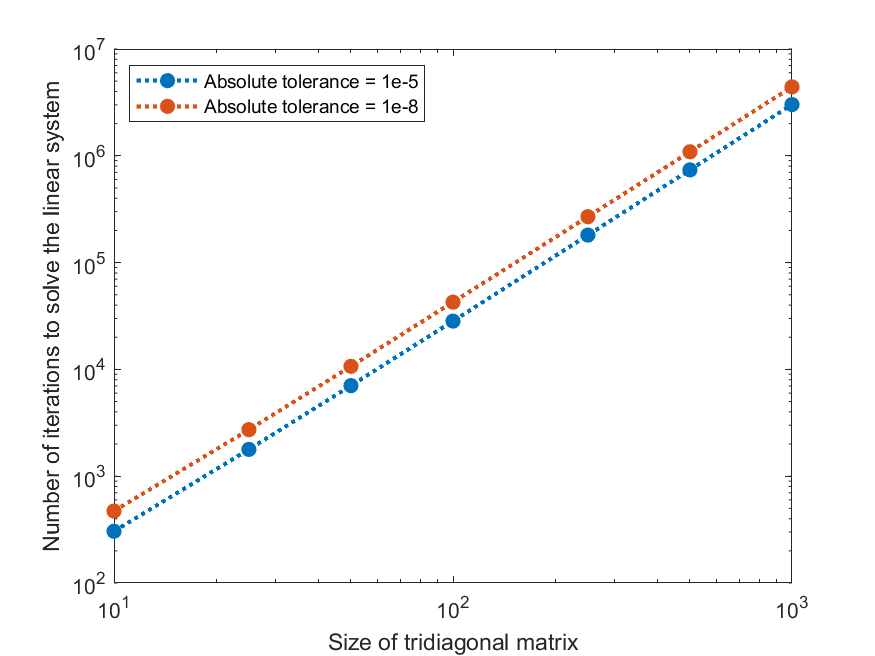 10^7
Absolute tolerance = 1e-5
Absolute tolerance = 1e-8
10^6
10^5
10^4
10^3
10^2
Number of iterations to solve the linear system
10^1
10^2
10^3
Size of tridiagonal matrix